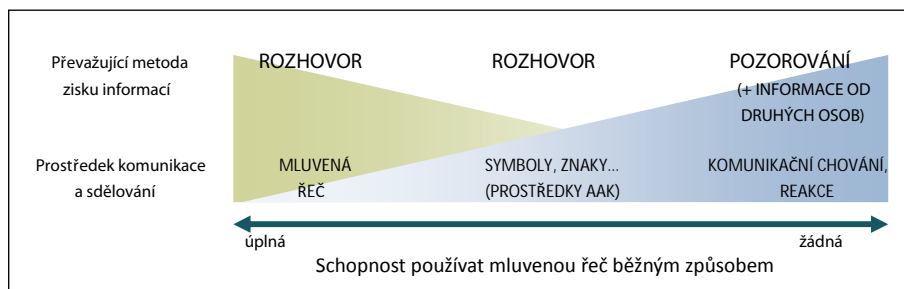 Převažující metoda
zisku informací
ROZHOVOR
ROZHOVOR
POZOROVÁNÍ
(+ INFORMACE OD
DRUHÝCH OSOB)
Prostředek komunikace
a sdělování
MLUVENÁ
ŘEČ
SYMBOLY, ZNAKY...
(PROSTŘEDKY AAK)
KOMUNIKAČNÍ CHOVÁNÍ,
REAKCE
úplná
žádná
Schopnost používat mluvenou řeč běžným způsobem